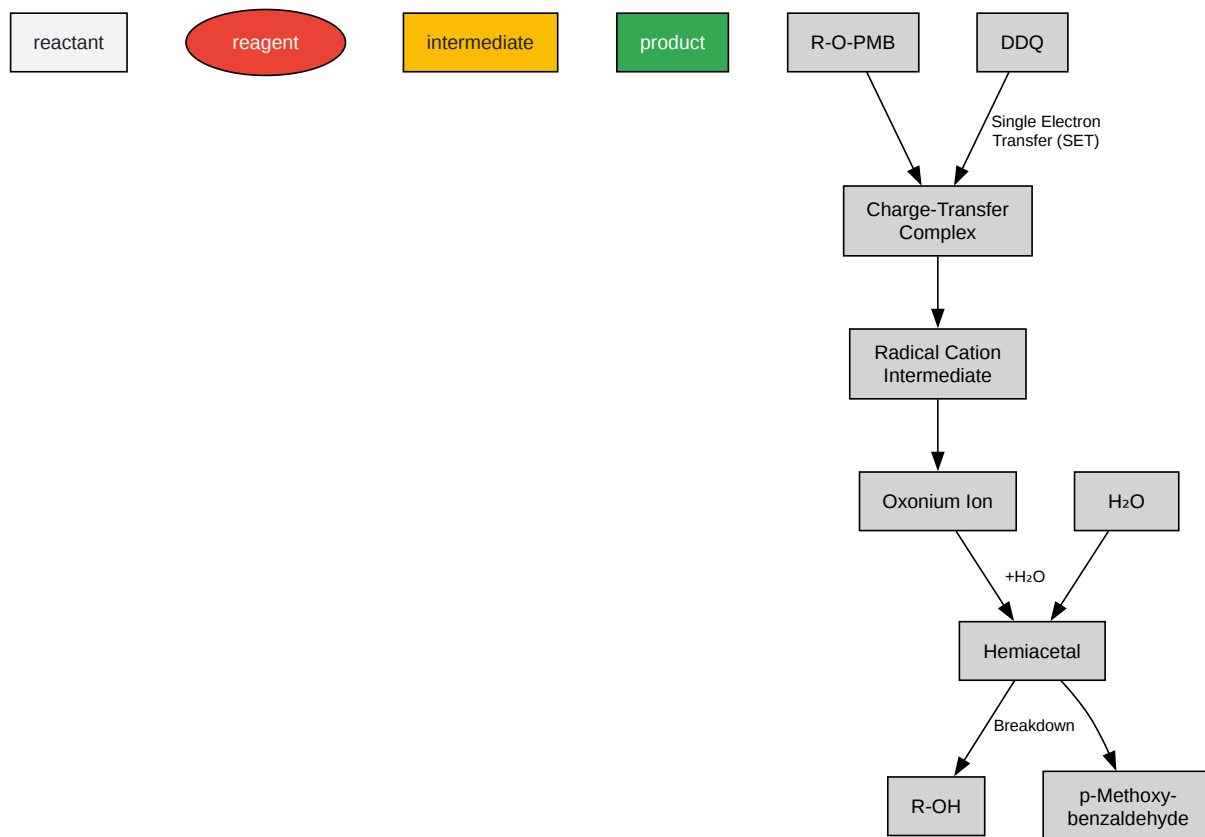 reactant
reagent
intermediate
product
R-O-PMB
DDQ
Single Electron
Transfer (SET)
Charge-Transfer
Complex
Radical Cation
Intermediate
Oxonium Ion
H₂O
+H₂O
Hemiacetal
Breakdown
R-OH
p-Methoxy-
benzaldehyde